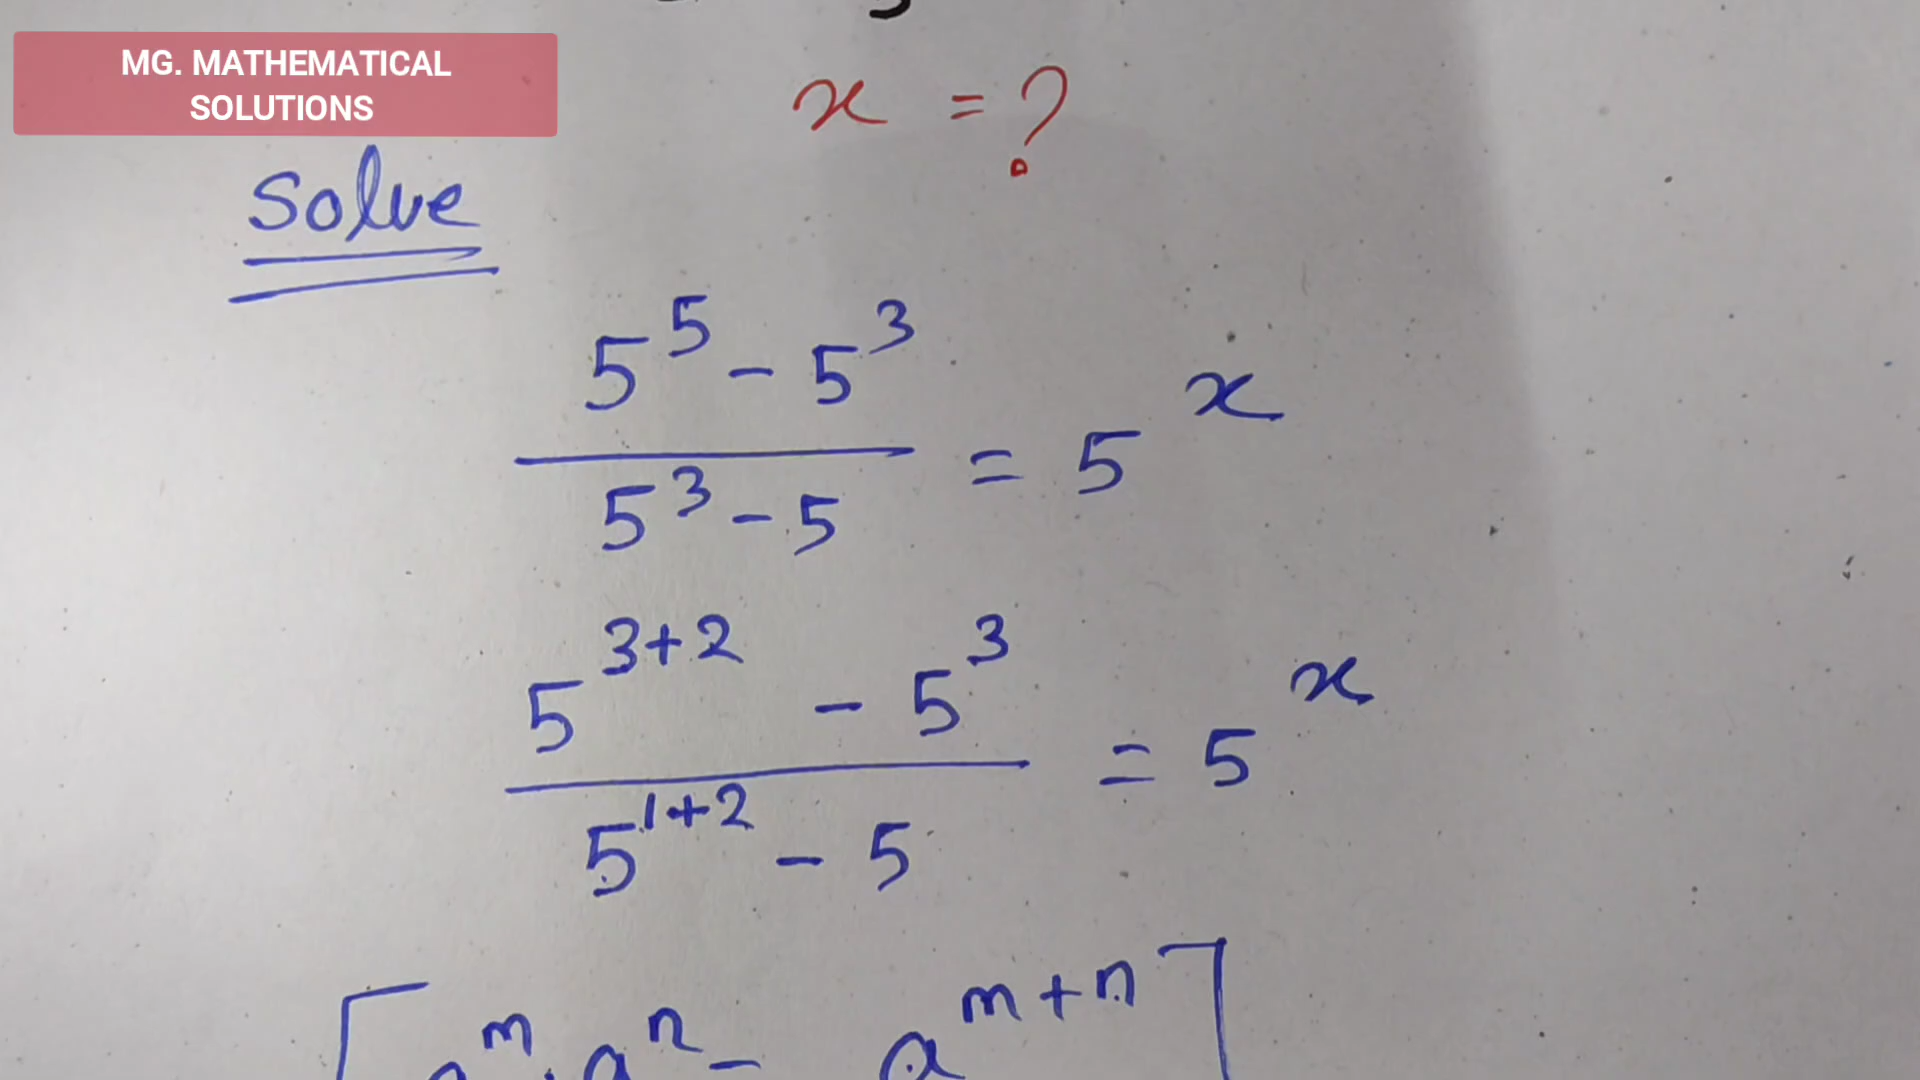 MG. MATHEMATICAL
SOLUTIONS
x = ?
Solve
5^5 - 5^3 / 5^3 - 5 = 5^x
5^{3+2} - 5^3 / 5^{1+2} - 5 = 5^x
a^m . a^n = a^{m+n}